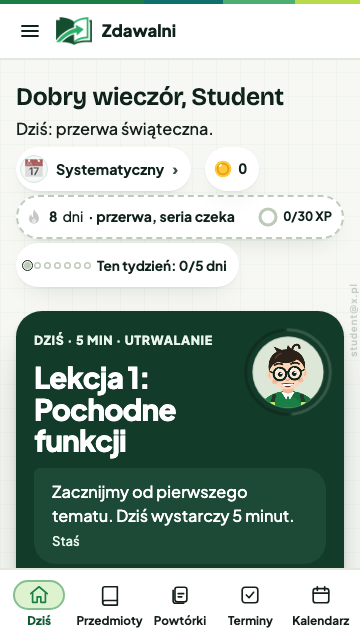 Zdawalni
Dobry wieczór, Student
Dziś: przerwa świąteczna.
17 Systematyczny ›
0
8 dni · przerwa, seria czeka
0/30 XP
Ten tydzień: 0/5 dni
student@x.pl
DZIŚ · 5 MIN · UTRWALANIE
Lekcja 1:
Pochodne
funkcji
Zacznijmy od pierwszego
tematu. Dziś wystarczy 5 minut.
Staś
Dziś Przedmioty Powtórki Terminy Kalendarz